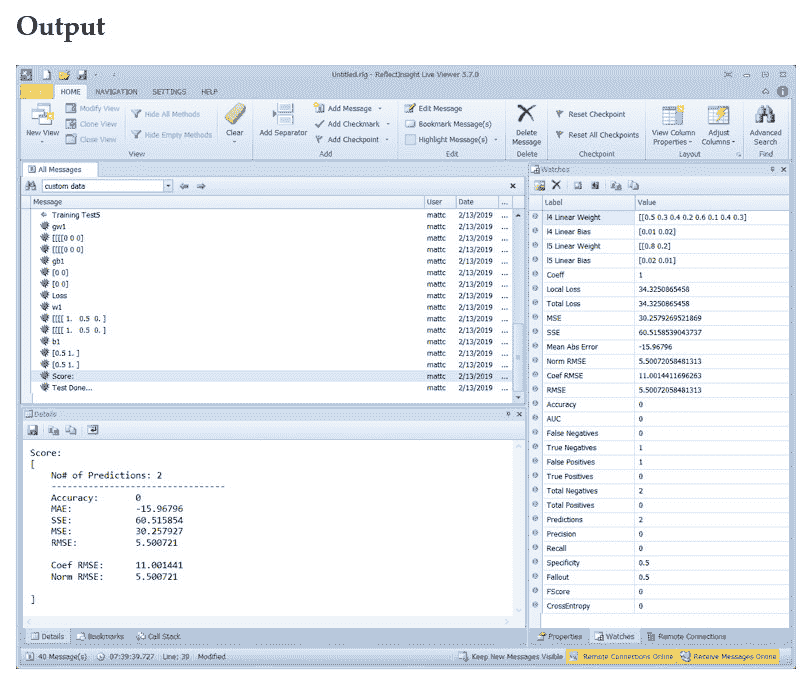 Output
Untitled.rlg - ReflectInsight Live Viewer 5.7.0
HOME NAVIGATION SETTINGS HELP
New View
Modify View
Clone View
Close View
Hide All Methods
Hide Empty Methods
View
Clear
Add Separator
Add Message
Add Checkmark
Add Checkpoint
Add
Edit Message
Bookmark Message(s)
Highlight Message(s)
Edit
Delete Message
Delete
Reset Checkpoint
Reset All Checkpoints
Checkpoint
View Column Properties
Adjust Columns
Layout
Advanced Search
Find
All Messages
custom data
Message User Date ...
Training Test5 mattc 2/13/2019 ...
gw1 mattc 2/13/2019 ...
[[[[0 0 0] mattc 2/13/2019 ...
[[[[0 0 0] mattc 2/13/2019 ...
gb1 mattc 2/13/2019 ...
[0 0] mattc 2/13/2019 ...
[0 0] mattc 2/13/2019 ...
Loss mattc 2/13/2019 ...
w1 mattc 2/13/2019 ...
[[[[ 1. 0.5 0. ] mattc 2/13/2019 ...
[[[[ 1. 0.5 0. ] mattc 2/13/2019 ...
b1 mattc 2/13/2019 ...
[0.5 1. ] mattc 2/13/2019 ...
[0.5 1. ] mattc 2/13/2019 ...
Score: mattc 2/13/2019 ...
Test Done... mattc 2/13/2019 ...
Details
Score:
[
No# of Predictions: 2
--------------------------------
Accuracy: 0
MAE: -15.96796
SSE: 60.515854
MSE: 30.257927
RMSE: 5.500721
Coef RMSE: 11.001441
Norm RMSE: 5.500721
]
Details Bookmarks Call Stack
Watches
Label Value
l4 Linear Weight [[0.5 0.3 0.4 0.2 0.6 0.1 0.4 0.3]
l4 Linear Bias [0.01 0.02]
l5 Linear Weight [[0.8 0.2]
l5 Linear Bias [0.02 0.01]
Coeff 1
Local Loss 34.3250865458
Total Loss 34.3250865458
MSE 30.2579269521869
SSE 60.5158539043737
Mean Abs Error -15.96796
Norm RMSE 5.50072058481313
Coef RMSE 11.0014411696263
RMSE 5.50072058481313
Accuracy 0
AUC 0
False Negatives 0
True Negatives 1
False Positives 1
True Positives 0
Total Negatives 2
Total Positives 0
Predictions 2
Precision 0
Recall 0
Specificity 0.5
Fallout 0.5
FScore 0
CrossEntropy 0
Properties Watches Remote Connections
40 Message(s) 07:39:39.727 Line: 39 Modified
Keep New Messages Visible Remote Connections Online Receive Messages Online